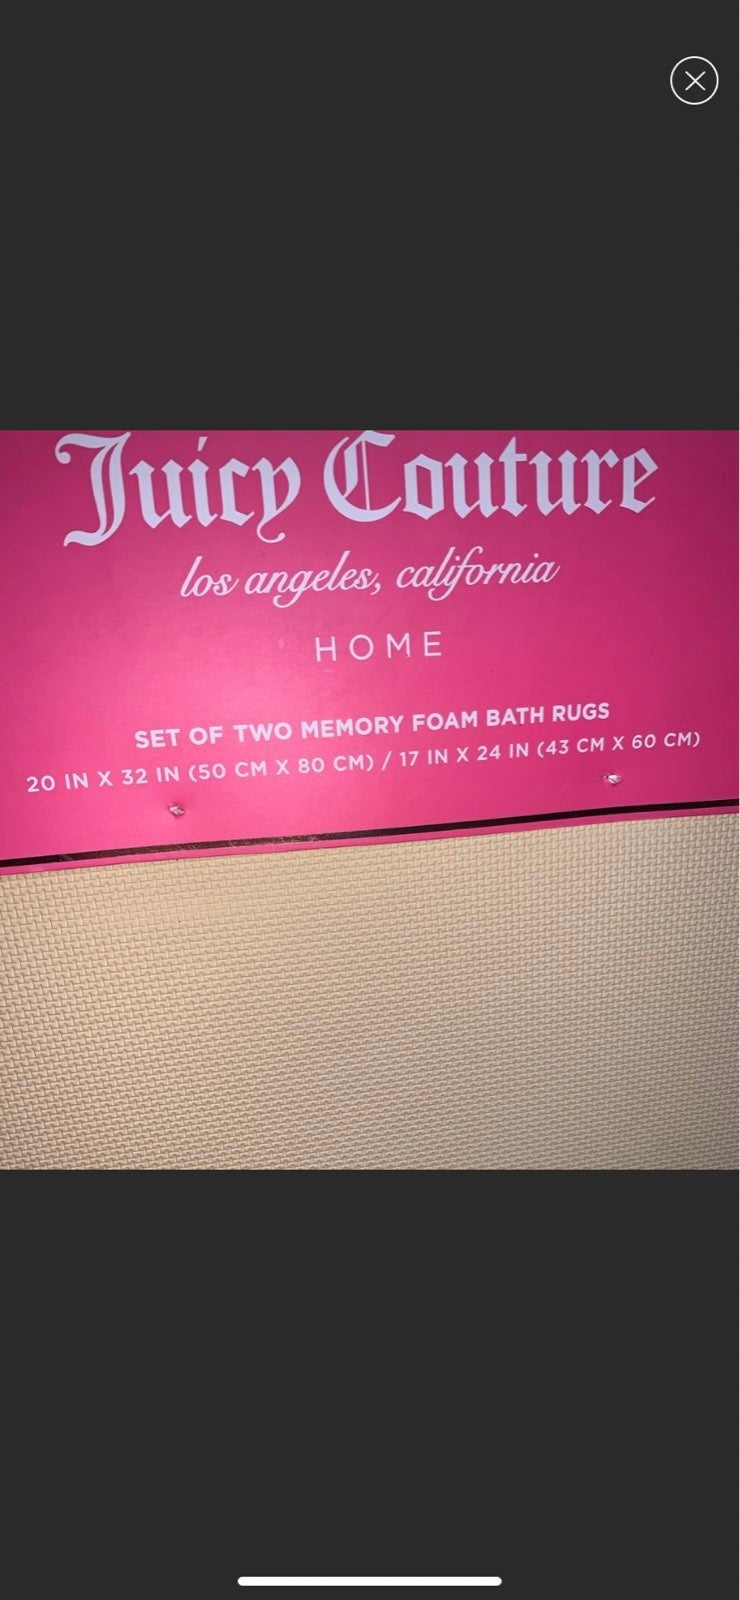 Juicy Couture
los angeles, california
HOME
SET OF TWO MEMORY FOAM BATH RUGS
20 IN X 32 IN (50 CM X 80 CM) / 17 IN X 24 IN (43 CM X 60 CM)